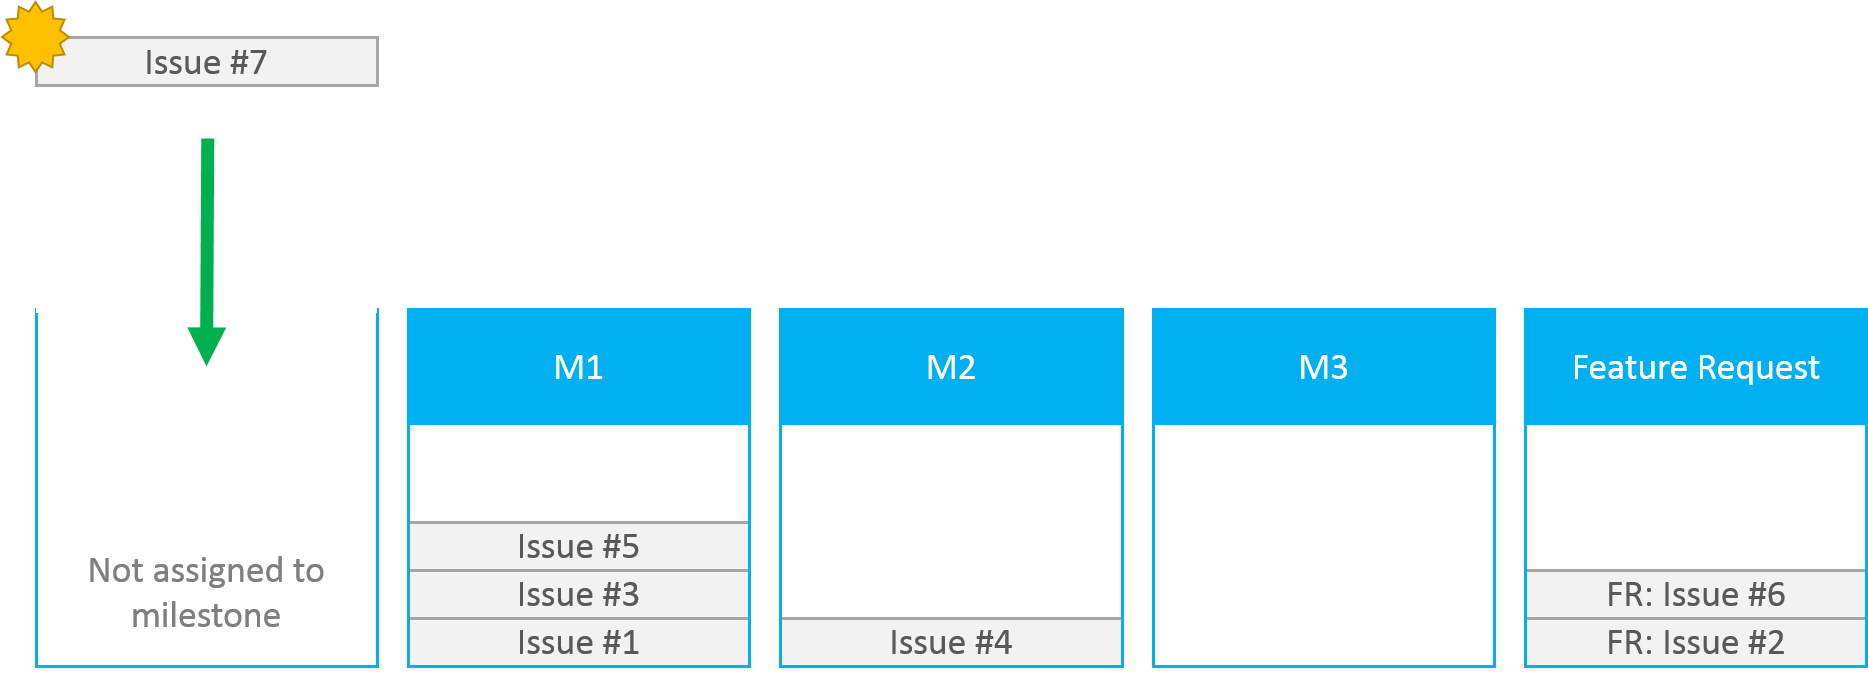 Issue #7
M1
M2
M3
Feature Request
Not assigned to
milestone
Issue #5
Issue #3
Issue #1
Issue #4
FR: Issue #6
FR: Issue #2